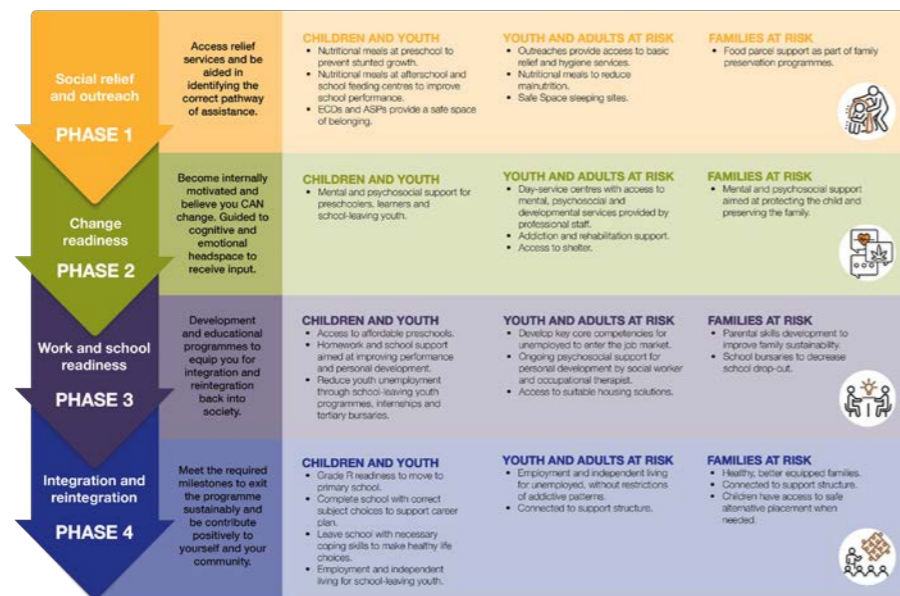 Social relief
and outreach
PHASE 1
Access relief
services and be
aided in
identifying the
correct pathway
of assistance.
CHILDREN AND YOUTH
• Nutritional meals at preschool to
prevent stunted growth.
• Nutritional meals at afterschool and
school feeding centres to improve
school performance.
• ECDs and ASPs provide a safe space
of belonging.
YOUTH AND ADULTS AT RISK
• Outreaches provide access to basic
relief and hygiene services.
• Nutritional meals to reduce
malnutrition.
• Safe Space sleeping sites.
FAMILIES AT RISK
• Food parcel support as part of family
preservation programmes.
Change
readiness
PHASE 2
Become internally
motivated and
believe you CAN
change. Guided to
cognitive and
emotional
headspace to
receive input.
CHILDREN AND YOUTH
• Mental and psychosocial support for
preschoolers, learners and
school-leaving youth.
YOUTH AND ADULTS AT RISK
• Day-service centres with access to
mental, psychosocial and
developmental services provided by
professional staff.
• Addiction and rehabilitation support.
• Access to shelter.
FAMILIES AT RISK
• Mental and psychosocial support
aimed at protecting the child and
preserving the family.
Work and school
readiness
PHASE 3
Development
and educational
programmes to
equip you for
integration and
reintegration
back into
society.
CHILDREN AND YOUTH
• Access to affordable preschools.
• Homework and school support
aimed at improving performance
and personal development.
• Reduce youth unemployment
through school-leaving youth
programmes, internships and
tertiary bursaries.
YOUTH AND ADULTS AT RISK
• Develop key core competencies for
unemployed to enter the job market.
• Ongoing psychosocial support for
personal development by social worker
and occupational therapist.
• Access to suitable housing solutions.
FAMILIES AT RISK
• Parental skills development to
improve family sustainability.
• School bursaries to decrease
school drop-out.
Integration and
reintegration
PHASE 4
Meet the required
milestones to exit
the programme
sustainably and
be contribute
positively to
yourself and your
community.
CHILDREN AND YOUTH
• Grade R readiness to move to
primary school.
• Complete school with correct
subject choices to support career
plan.
• Leave school with necessary
coping skills to make healthy life
choices.
• Employment and independent
living for school-leaving youth.
YOUTH AND ADULTS AT RISK
• Employment and independent living
for unemployed, without restrictions
of addictive patterns.
• Connected to support structure.
FAMILIES AT RISK
• Healthy, better equipped families.
• Connected to support structure.
• Children have access to safe
alternative placement when
needed.